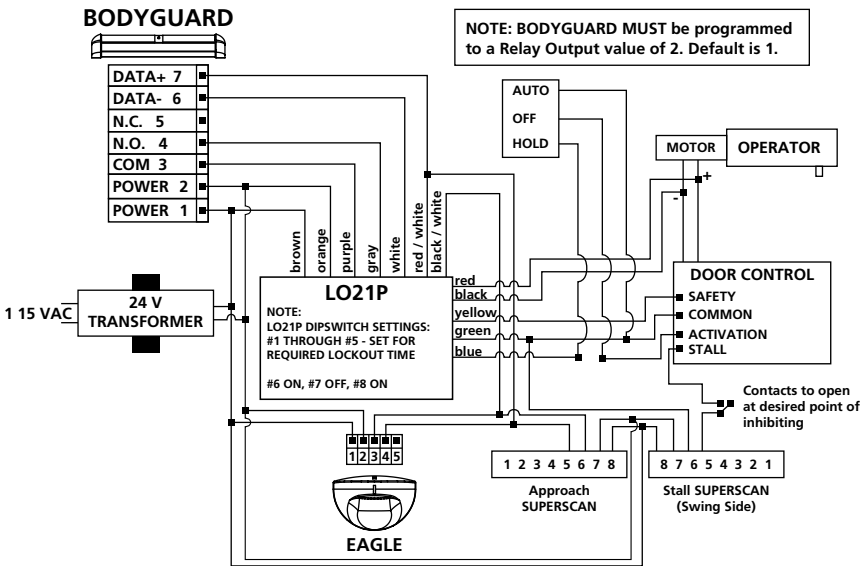 BODYGUARD
NOTE: BODYGUARD MUST be programmed
to a Relay Output value of 2. Default is 1.
DATA+ 7
DATA- 6
N.C. 5
N.O. 4
COM 3
POWER 2
POWER 1
AUTO
OFF
HOLD
MOTOR
OPERATOR
+
-
brown
orange
purple
gray
white
red / white
black / white
24 V
TRANSFORMER
1 15 VAC
LO21P
NOTE:
LO21P DIPSWITCH SETTINGS:
#1 THROUGH #5 - SET FOR
REQUIRED LOCKOUT TIME
#6 ON, #7 OFF, #8 ON
red
black
yellow
green
blue
DOOR CONTROL
SAFETY
COMMON
ACTIVATION
STALL
Contacts to open
at desired point of
inhibiting
1 2 3 4 5
EAGLE
1 2 3 4 5 6 7 8
Approach
SUPERSCAN
8 7 6 5 4 3 2 1
Stall SUPERSCAN
(Swing Side)